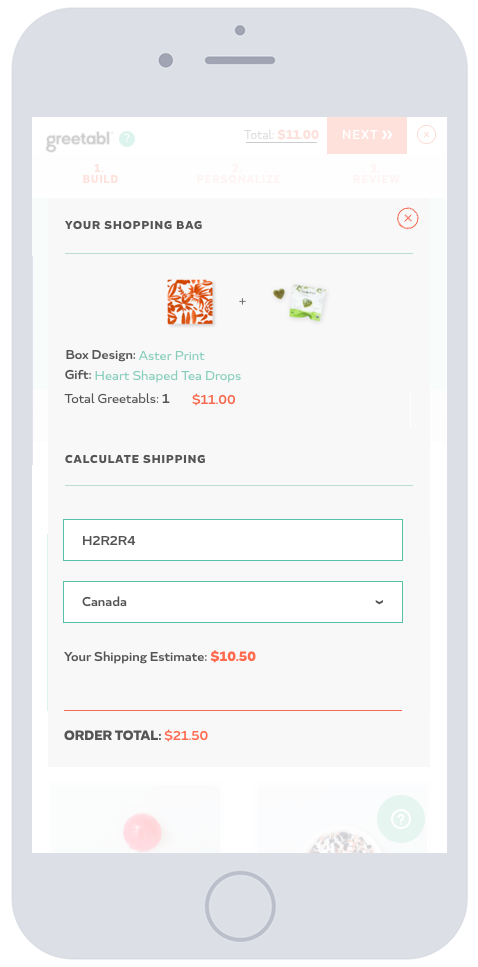 greetabl ?
Total: $11.00 NEXT »
1. 2. 3.
BUILD PERSONALIZE REVIEW
YOUR SHOPPING BAG
+
Box Design: Aster Print
Gift: Heart Shaped Tea Drops
Total Greetabls: 1 $11.00
CALCULATE SHIPPING
H2R2R4
Canada
Your Shipping Estimate: $10.50
ORDER TOTAL: $21.50
?